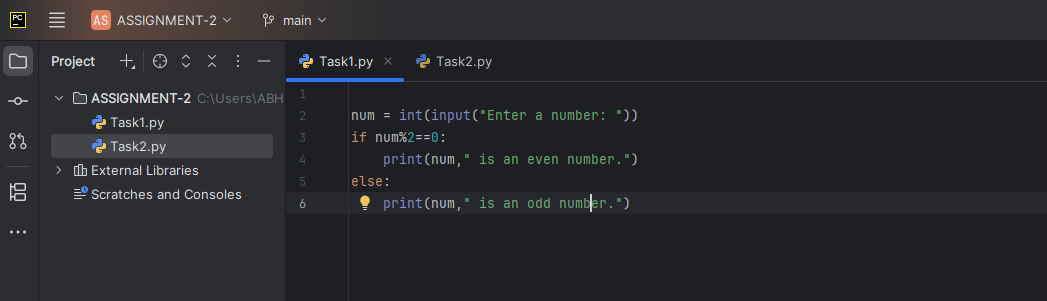 PC
AS ASSIGNMENT-2 main
Project
Task1.py Task2.py
ASSIGNMENT-2 C:\Users\ABH
Task1.py
Task2.py
External Libraries
Scratches and Consoles
1
2 num = int(input("Enter a number: "))
3 if num%2==0:
4 print(num," is an even number.")
5 else:
6 print(num," is an odd number.")